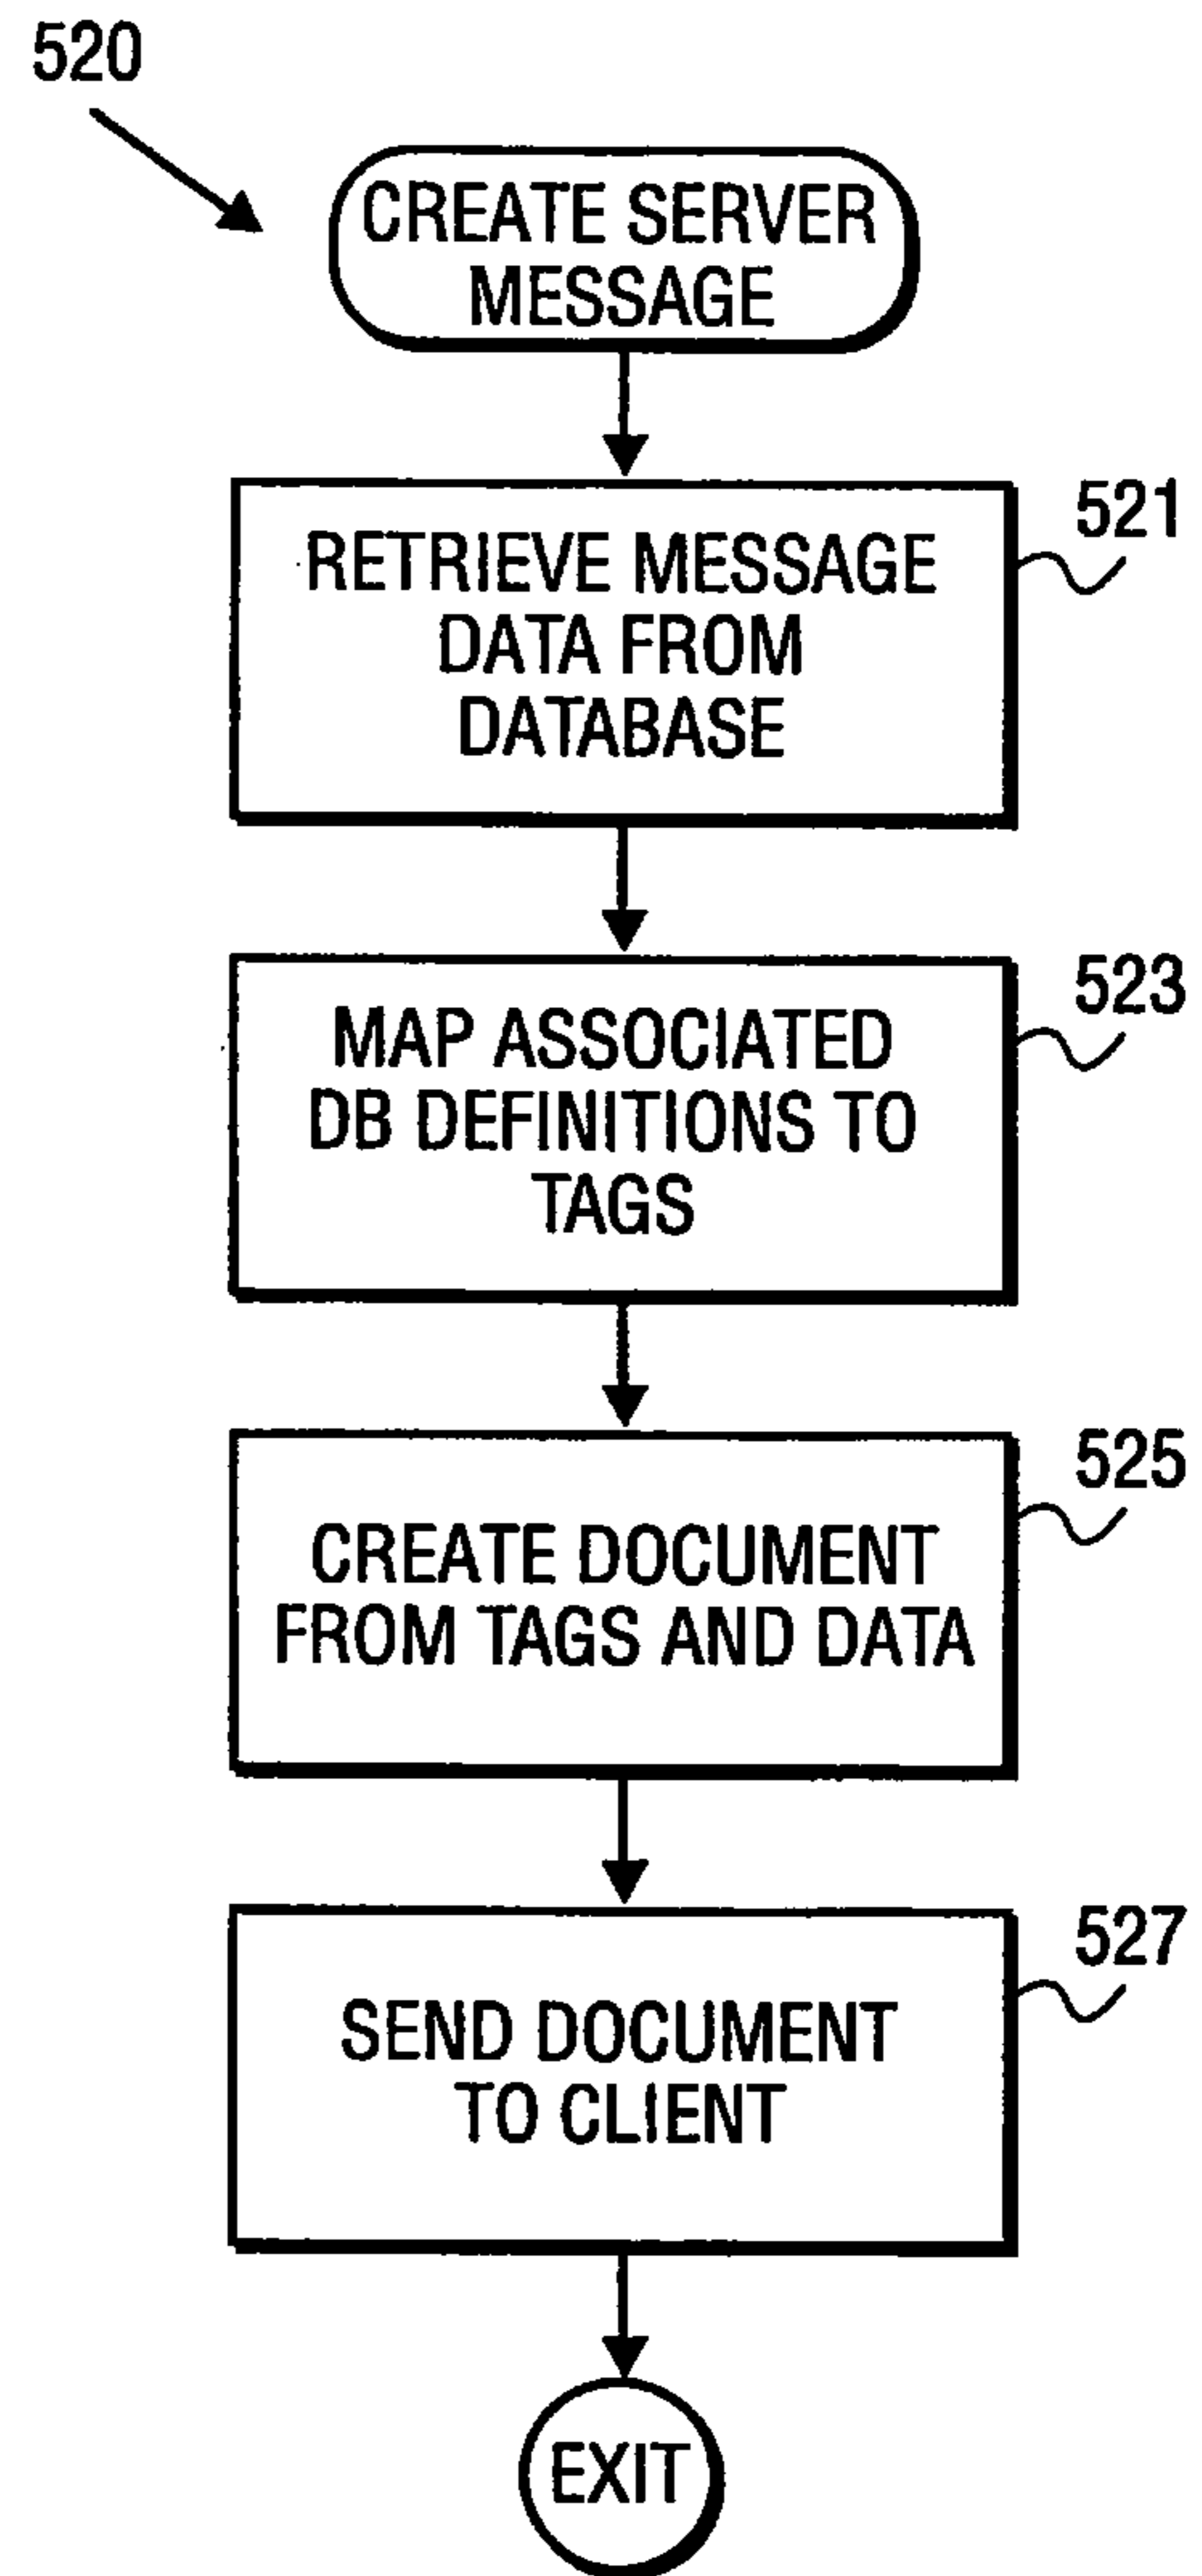 520
CREATE SERVER
MESSAGE
521
RETRIEVE MESSAGE
DATA FROM
DATABASE
523
MAP ASSOCIATED
DB DEFINITIONS TO
TAGS
525
CREATE DOCUMENT
FROM TAGS AND DATA
527
SEND DOCUMENT
TO CLIENT
EXIT